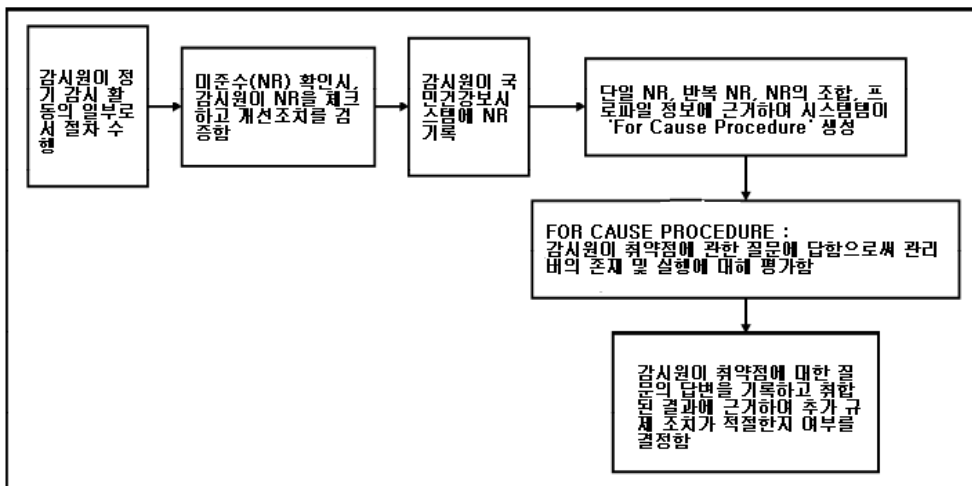 감시원이 정
기 감시 활
동의 일부로
서 절차 수
행
미준수(NR) 확인시,
감시원이 NR을 체크
하고 개선조치를 검
증함
감시원이 국
민건강보시
스템에 NR
기록
단일 NR, 반복 NR, NR의 조합, 프
로파일 정보에 근거하여 시스템템이
'For Cause Procedure' 생성
FOR CAUSE PROCEDURE :
감시원이 취약점에 관한 질문에 답함으로써 관리
버의 존재 및 실행에 대해 평가함
감시원이 취약점에 대한 질
문의 답변을 기록하고 취합
된 결과에 근거하여 추가 규
제 조치가 적절한지 여부를
결정함